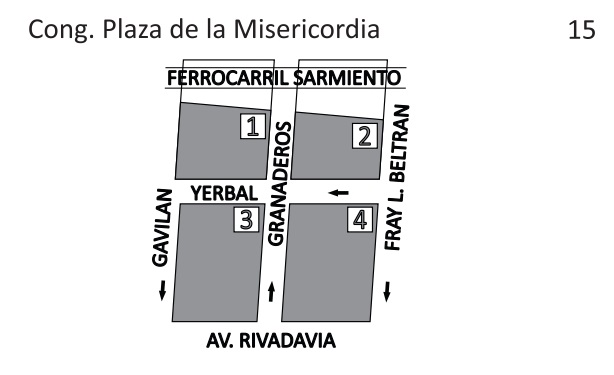 Cong. Plaza de la Misericordia 15
FERROCARRIL SARMIENTO
1
2
GRANADEROS
FRAY L. BELTRAN
YERBAL
GAVILAN
3
4
AV. RIVADAVIA